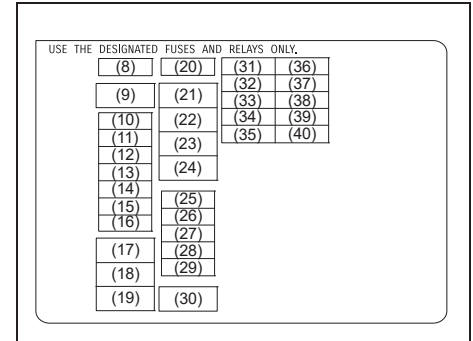 USE THE DESIGNATED FUSES AND RELAYS ONLY.
(8) (20) (31) (36)
(32) (37)
(9) (21) (33) (38)
(10) (22) (34) (39)
(11) (23) (35) (40)
(12)
(13) (24)
(14)
(15) (25)
(16) (26)
(27)
(17) (28)
(18) (29)
(19) (30)